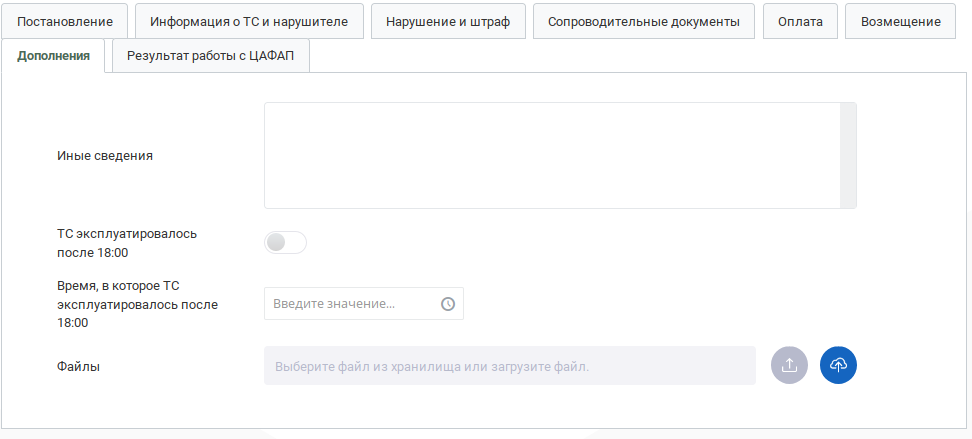 Постановление
Информация о ТС и нарушителе
Нарушение и штраф
Сопроводительные документы
Оплата
Возмещение
Дополнения
Результат работы с ЦАФАП
Иные сведения
ТС эксплуатировалось
после 18:00
Время, в которое ТС
эксплуатировалось после
18:00
Введите значение...
Файлы
Выберите файл из хранилища или загрузите файл.